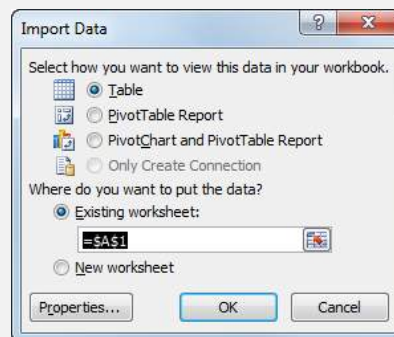 Import Data
Select how you want to view this data in your workbook.
Table
PivotTable Report
PivotChart and PivotTable Report
Only Create Connection
Where do you want to put the data?
Existing worksheet:
=$A$1
New worksheet
Properties...
OK
Cancel